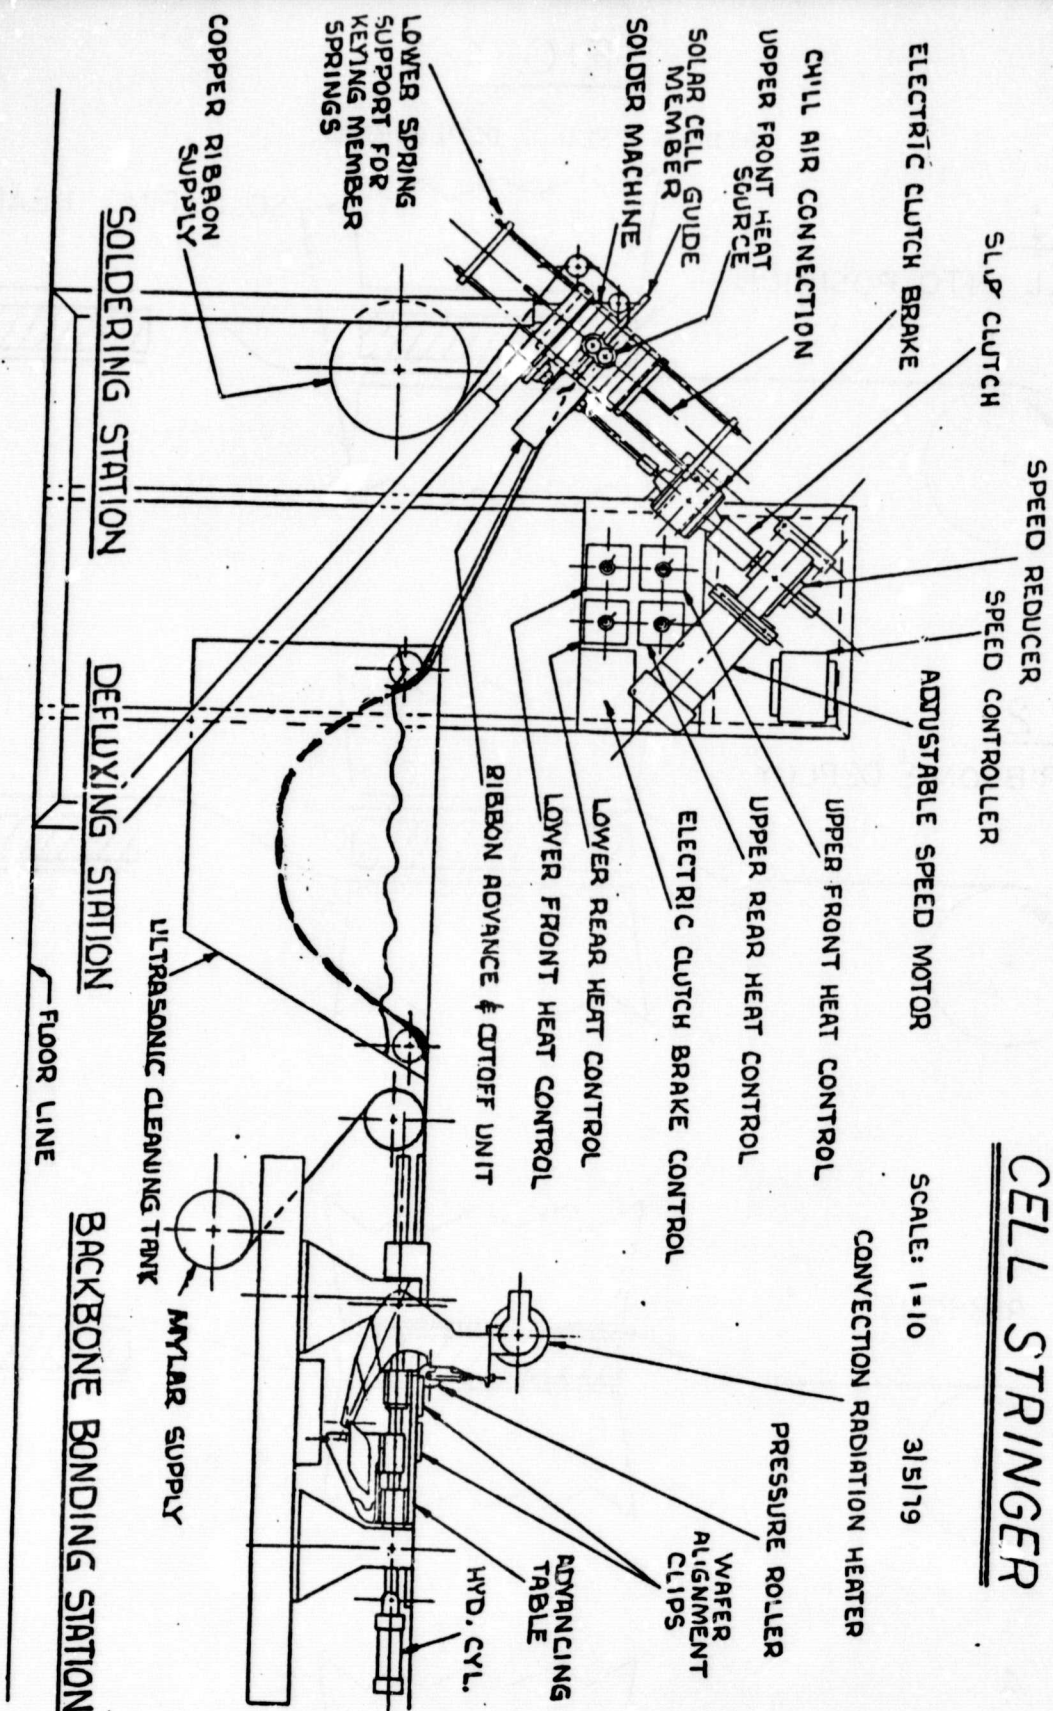 CELL STRINGER
SCALE: 1=10
3/5/79
SPEED REDUCER
SPEED CONTROLLER
ADJUSTABLE SPEED MOTOR
SLIP CLUTCH
ELECTRIC CLUTCH BRAKE
CHILL AIR CONNECTION
UPPER FRONT HEAT
SOURCE
SOLAR CELL GUIDE
MEMBER
SOLDER MACHINE
LOWER SPRING
SUPPORT FOR
KEYING MEMBER
SPRINGS
COPPER RIBBON
SUPPLY
UPPER FRONT HEAT CONTROL
UPPER REAR HEAT CONTROL
ELECTRIC CLUTCH BRAKE CONTROL
LOWER REAR HEAT CONTROL
LOWER FRONT HEAT CONTROL
RIBBON ADVANCE & CUTOFF UNIT
CONVECTION RADIATION HEATER
PRESSURE ROLLER
WAFER
ALIGNMENT
CLIPS
ADVANCING
TABLE
HYD. CYL.
ULTRASONIC CLEANING TANK
MYLAR SUPPLY
SOLDERING STATION
DEFLUXING STATION
BACKBONE BONDING STATION
FLOOR LINE